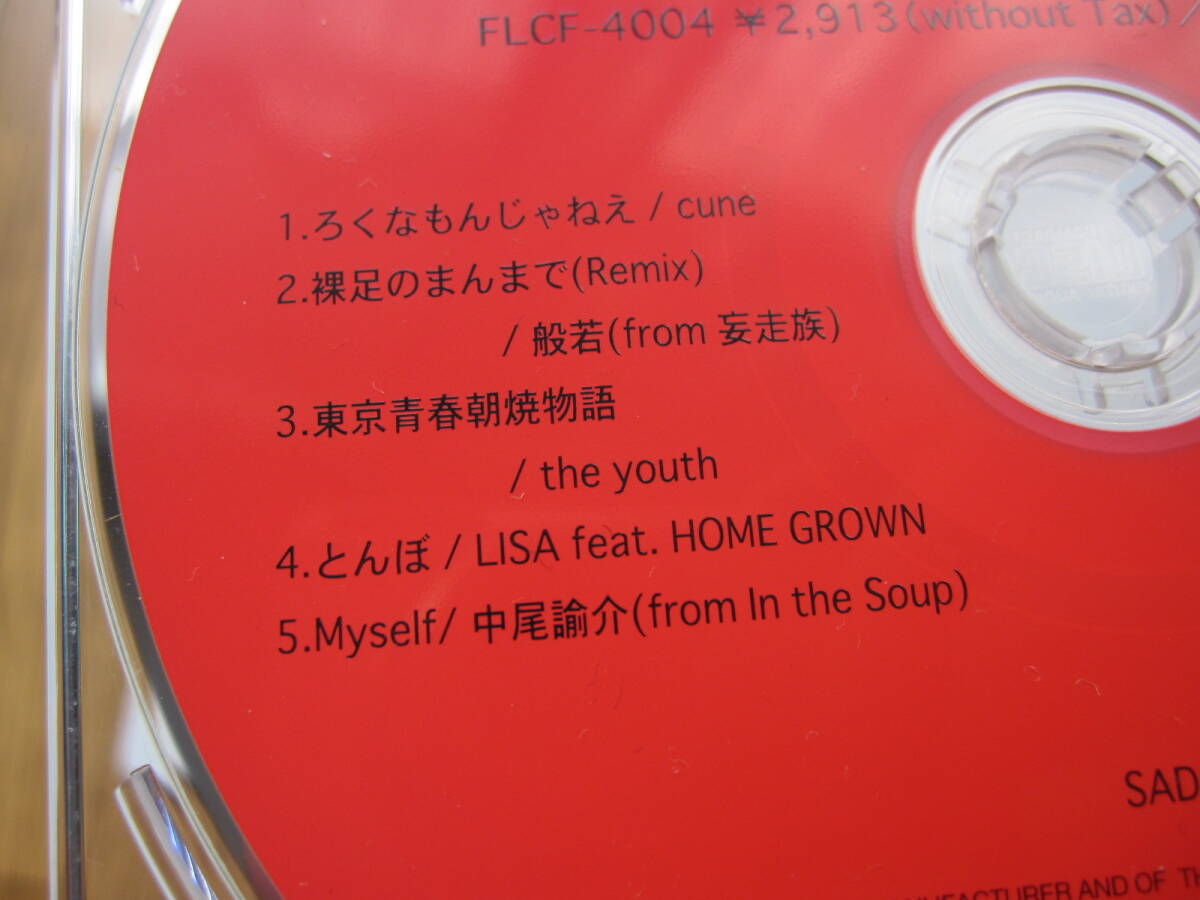 FLCF-4004 ¥2,913(without Tax)/
1.ろくなもんじゃねえ / cune
2.裸足のまんまで(Remix)
/ 般若(from 妄走族)
3.東京青春朝焼物語
/ the youth
4.とんぼ / LISA feat. HOME GROWN
5.Myself/ 中尾諭介(from In the Soup)
SAD
AND OF